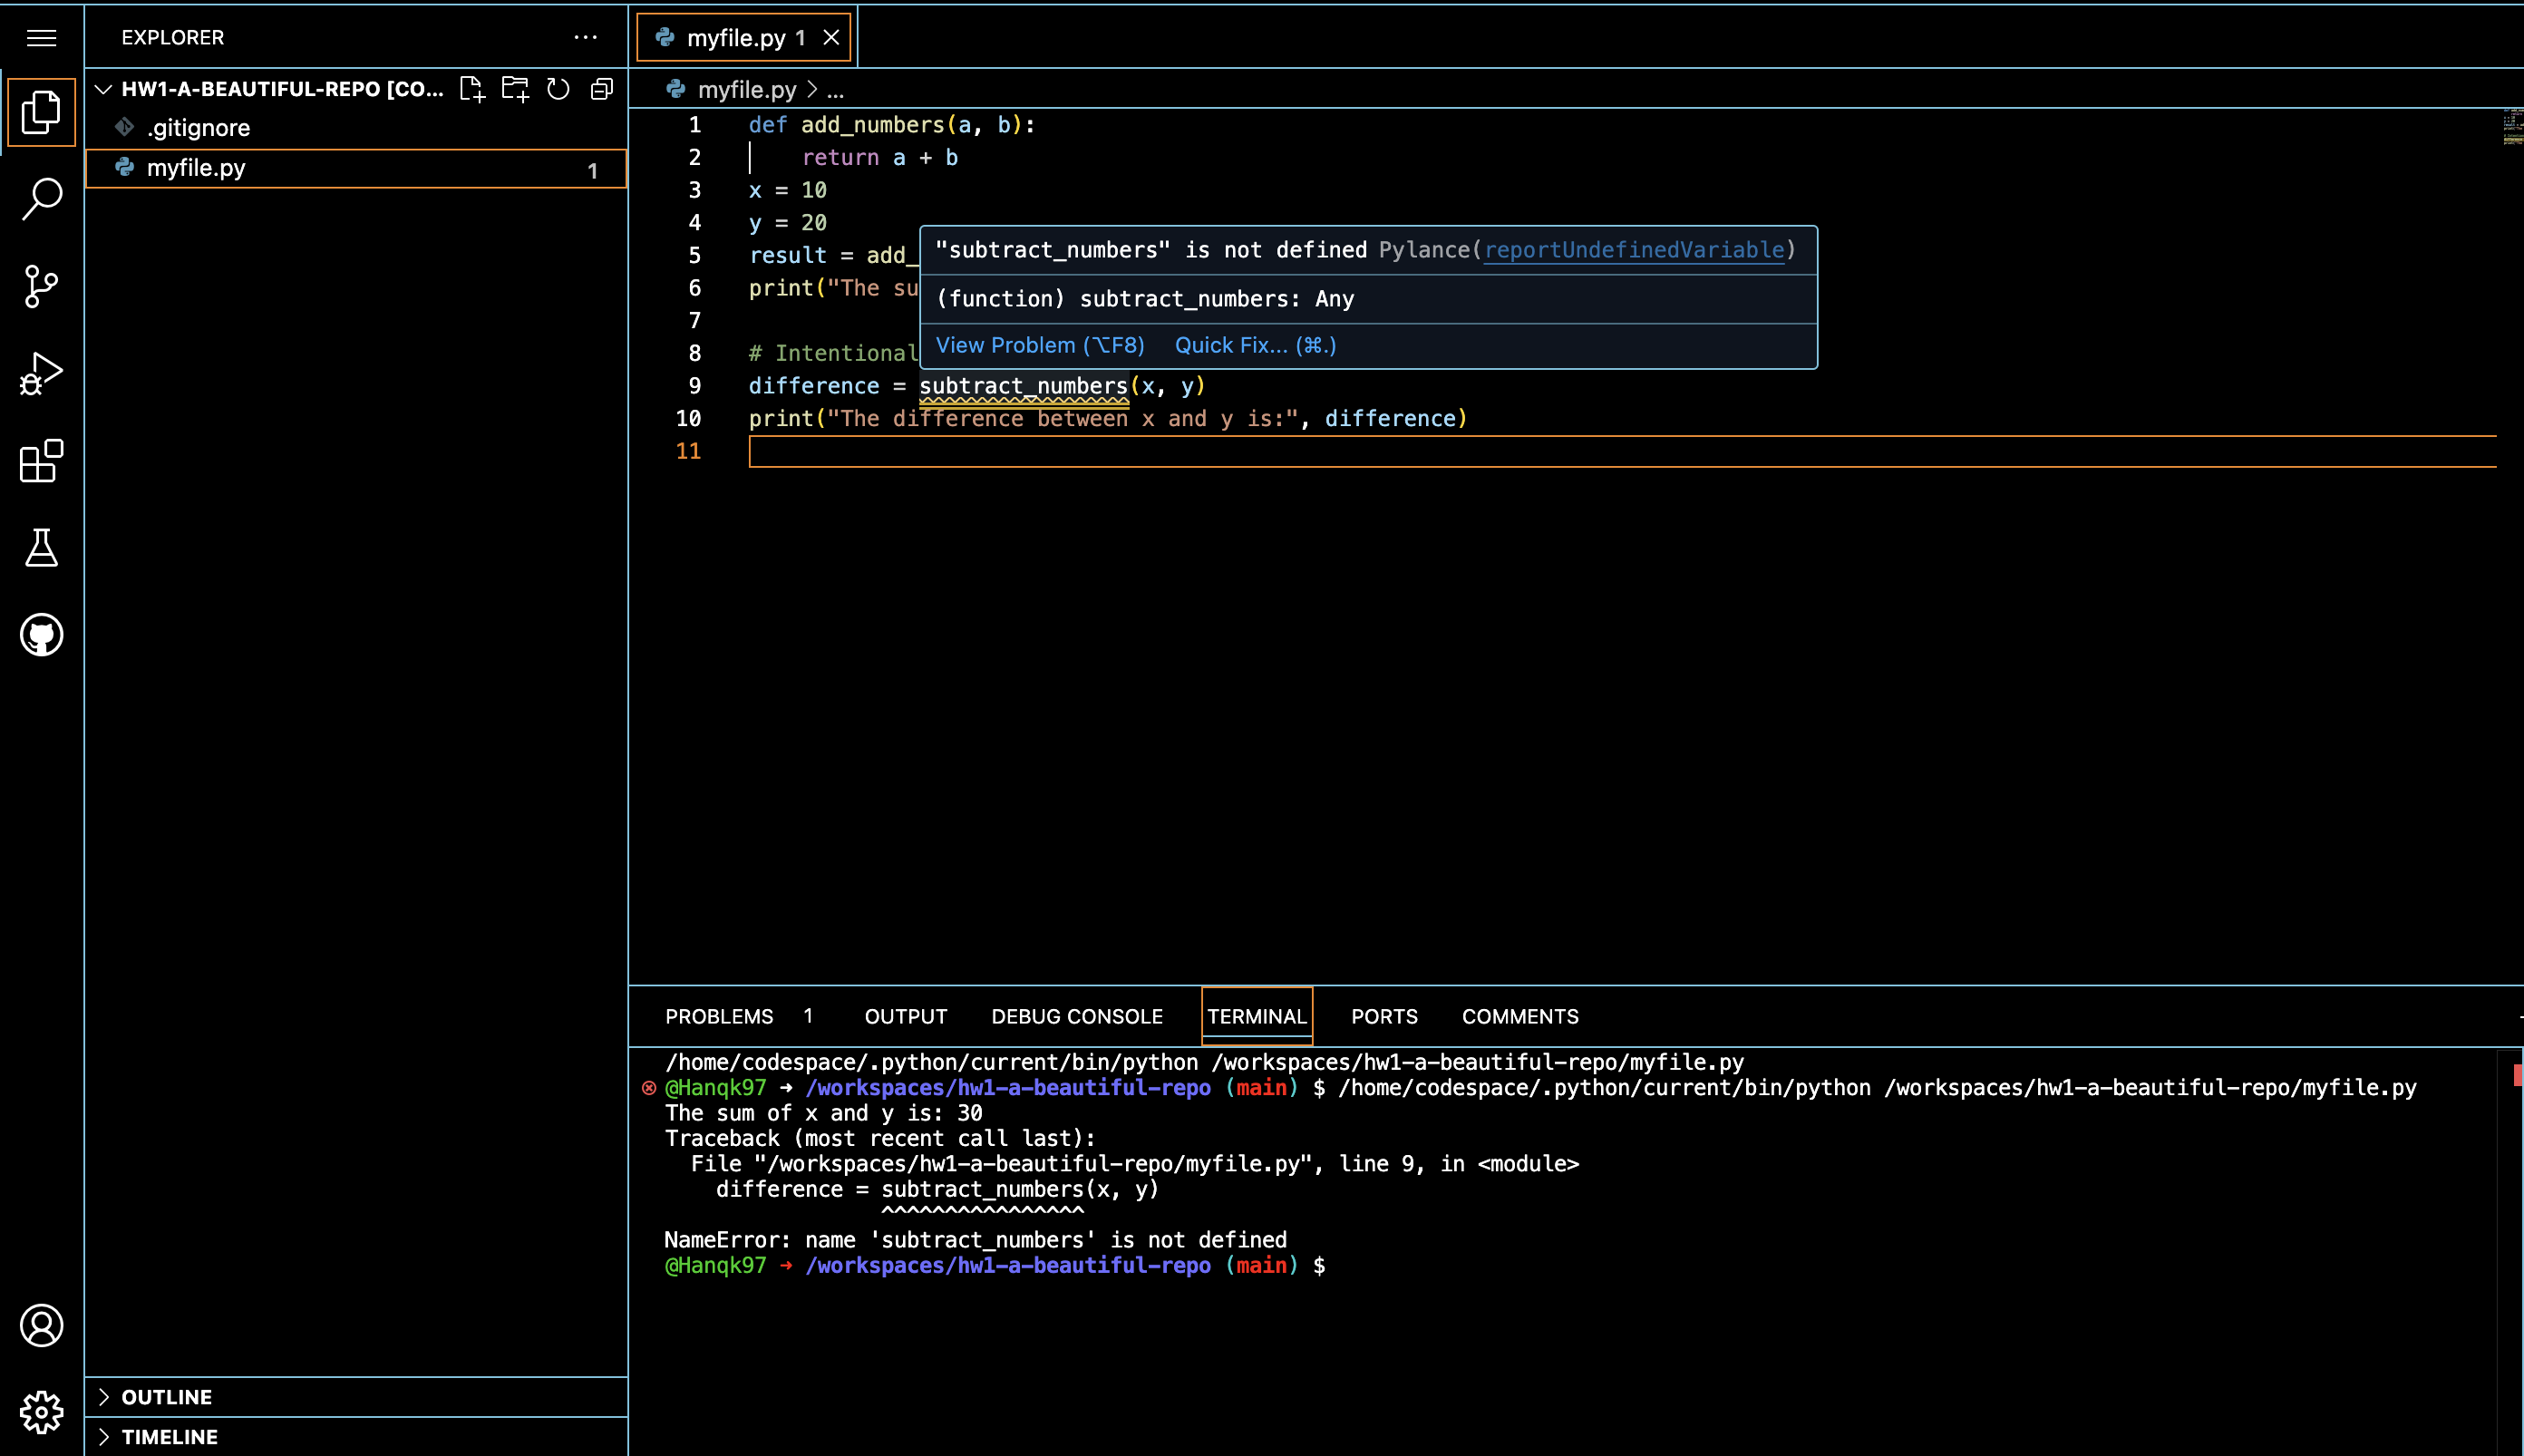 EXPLORER
HW1-A-BEAUTIFUL-REPO [CO...
.gitignore
myfile.py 1
OUTLINE
TIMELINE
myfile.py 1
myfile.py > ...
1 def add_numbers(a, b):
2 return a + b
3 x = 10
4 y = 20
5 result = add_
6 print("The su
7
8 # Intentional
9 difference = subtract_numbers(x, y)
10 print("The difference between x and y is:", difference)
11
"subtract_numbers" is not defined Pylance(reportUndefinedVariable)
(function) subtract_numbers: Any
View Problem (⌥F8) Quick Fix... (⌘.)
PROBLEMS 1 OUTPUT DEBUG CONSOLE TERMINAL PORTS COMMENTS
/home/codespace/.python/current/bin/python /workspaces/hw1-a-beautiful-repo/myfile.py
@Hanqk97 ➜ /workspaces/hw1-a-beautiful-repo (main) $ /home/codespace/.python/current/bin/python /workspaces/hw1-a-beautiful-repo/myfile.py
The sum of x and y is: 30
Traceback (most recent call last):
File "/workspaces/hw1-a-beautiful-repo/myfile.py", line 9, in <module>
difference = subtract_numbers(x, y)
^^^^^^^^^^^^^^^^
NameError: name 'subtract_numbers' is not defined
@Hanqk97 ➜ /workspaces/hw1-a-beautiful-repo (main) $